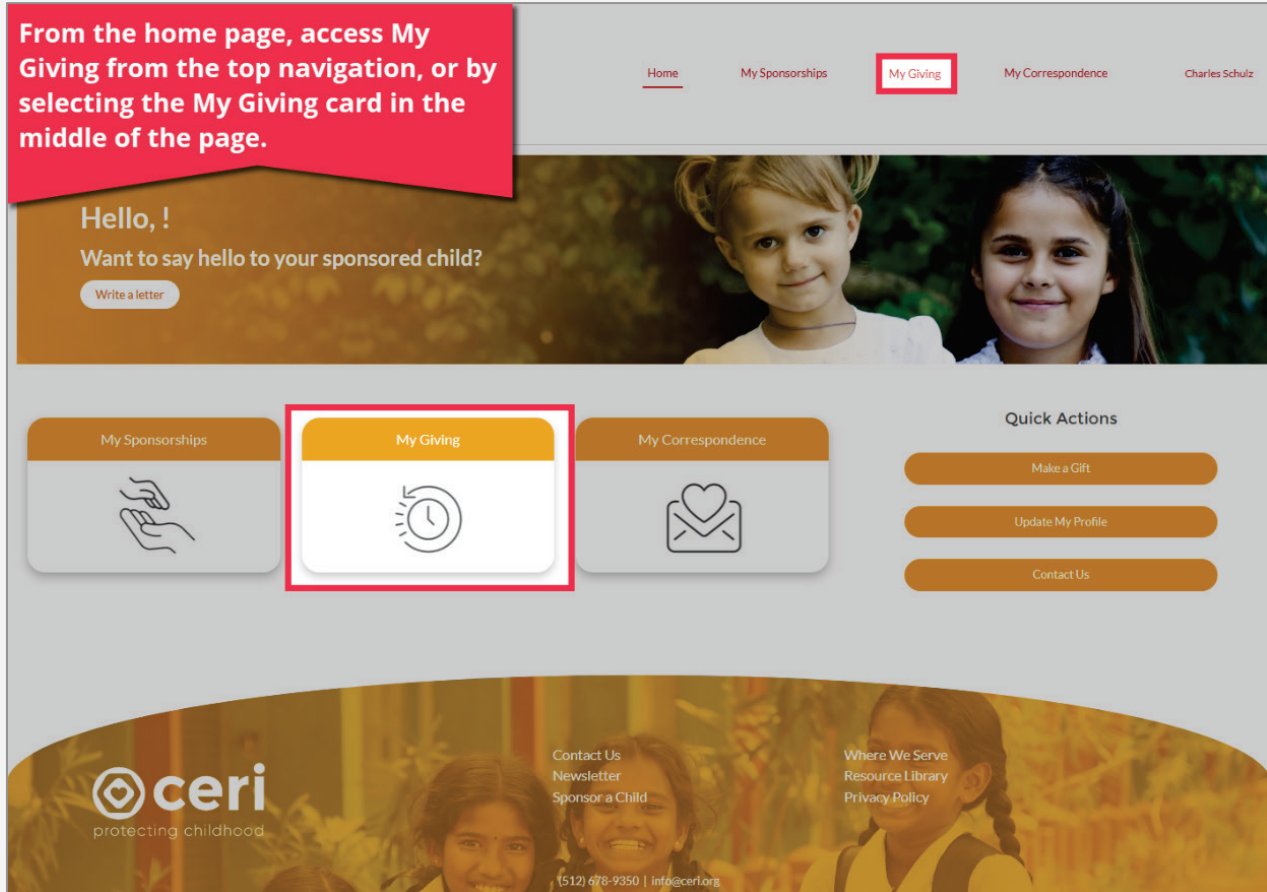 From the home page, access My
Giving from the top navigation, or by
selecting the My Giving card in the
middle of the page.
Home
My Sponsorships
My Giving
My Correspondence
Charles Schulz
Hello, !
Want to say hello to your sponsored child?
Write a letter
My Sponsorships
My Giving
My Correspondence
Quick Actions
Make a Gift
Update My Profile
Contact Us
ceri
protecting childhood
Contact Us
Newsletter
Sponsor a Child
Where We Serve
Resource Library
Privacy Policy
(512) 678-9350 | info@ceri.org